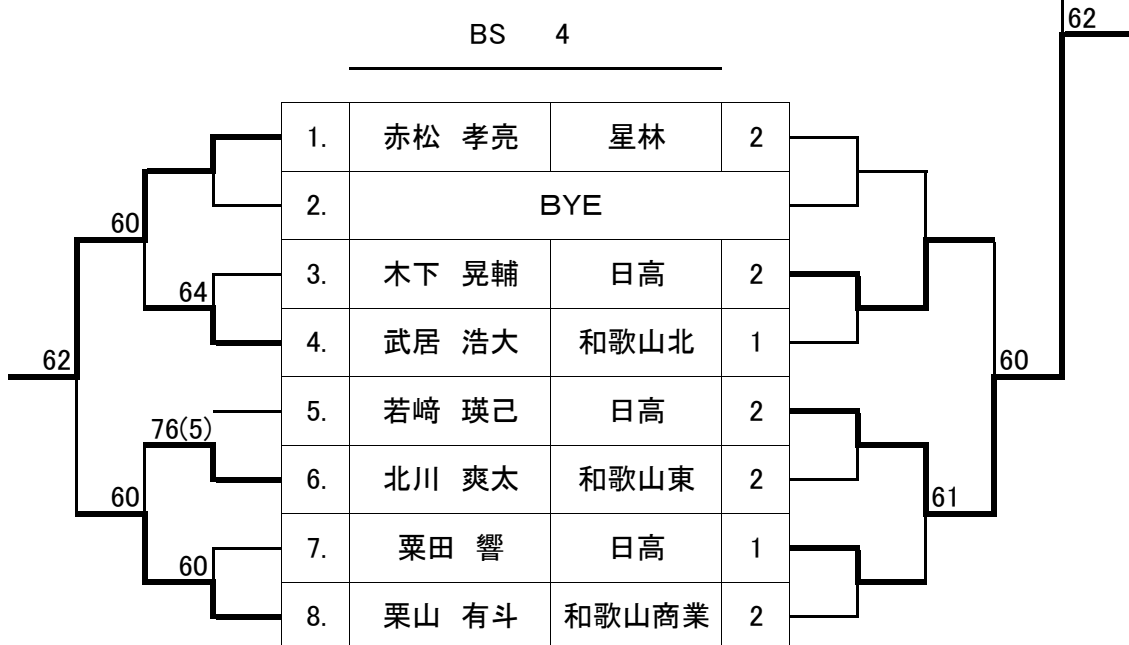 62
BS 4
1. 赤松 孝亮 星林 2
2. BYE
60
3. 木下 晃輔 日高 2
64
4. 武居 浩大 和歌山北 1
62
60
5. 若﨑 瑛己 日高 2
76(5)
6. 北川 爽太 和歌山東 2
60
61
7. 粟田 響 日高 1
60
8. 栗山 有斗 和歌山商業 2